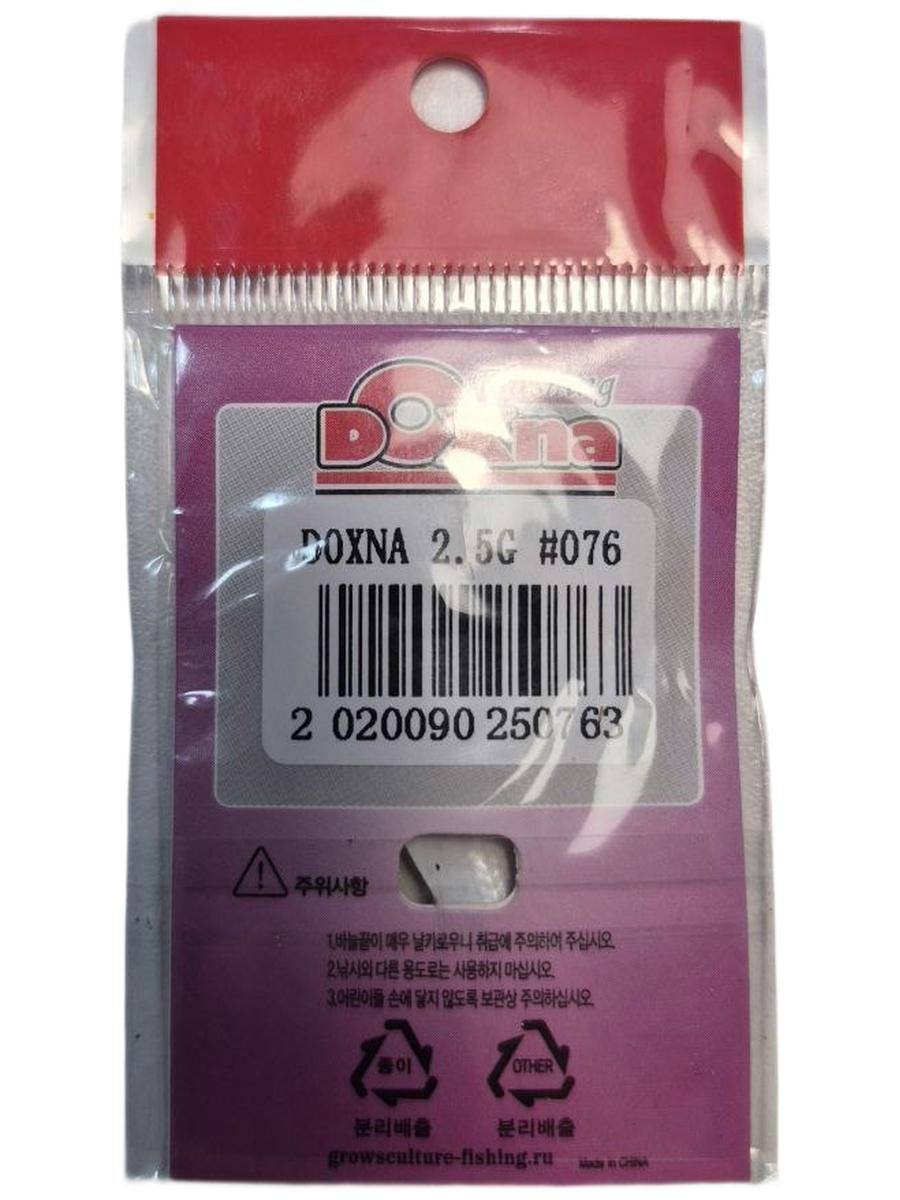 DOXna
DOXNA 2.5G #076
2 020090 250763
주위사항
1.바늘끝이 매우 날카로우니 취급에 주의하여 주십시오.
2.낚시외 다른 용도로는 사용하지 마십시오.
3.어린이들 손에 닿지 않도록 보관상 주의하십시오.
종이 OTHER
분리배출 분리배출
growsculture-fishing.ru Made in CHINA